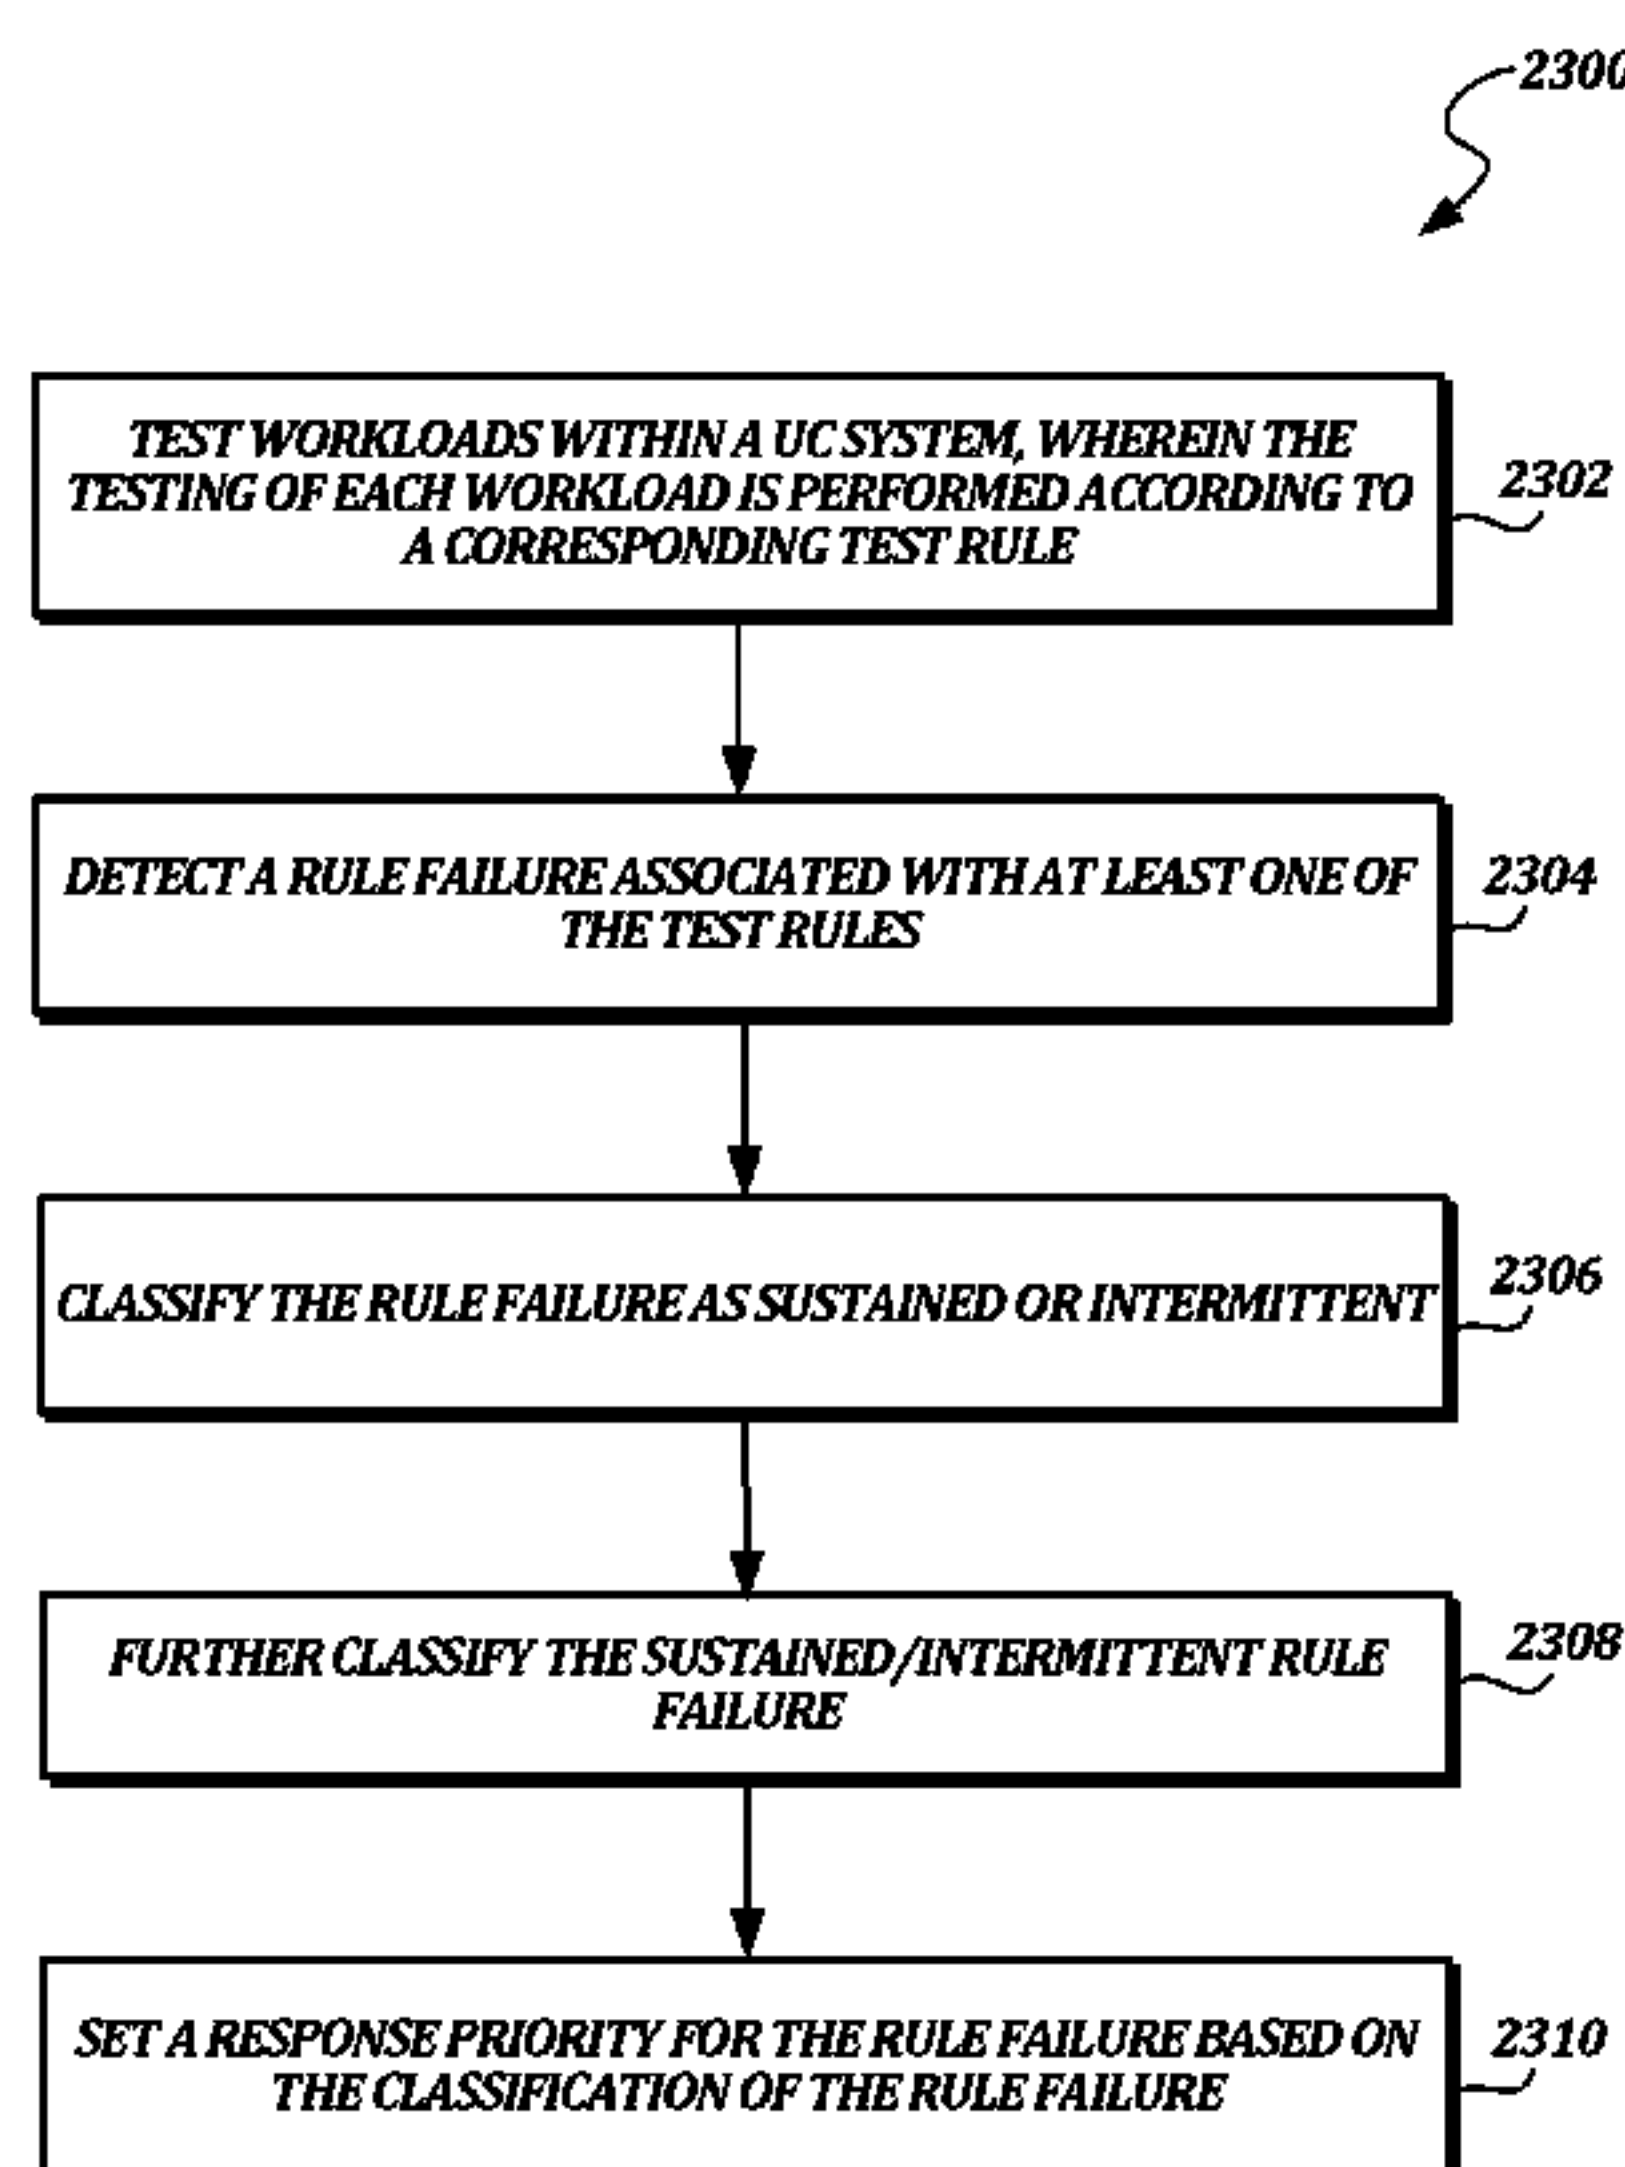 2300
TEST WORKLOADS WITHIN A UC SYSTEM, WHEREIN THE
TESTING OF EACH WORKLOAD IS PERFORMED ACCORDING TO
A CORRESPONDING TEST RULE
2302
DETECT A RULE FAILURE ASSOCIATED WITH AT LEAST ONE OF
THE TEST RULES
2304
CLASSIFY THE RULE FAILURE AS SUSTAINED OR INTERMITTENT
2306
FURTHER CLASSIFY THE SUSTAINED/INTERMITTENT RULE
FAILURE
2308
SET A RESPONSE PRIORITY FOR THE RULE FAILURE BASED ON
THE CLASSIFICATION OF THE RULE FAILURE
2310